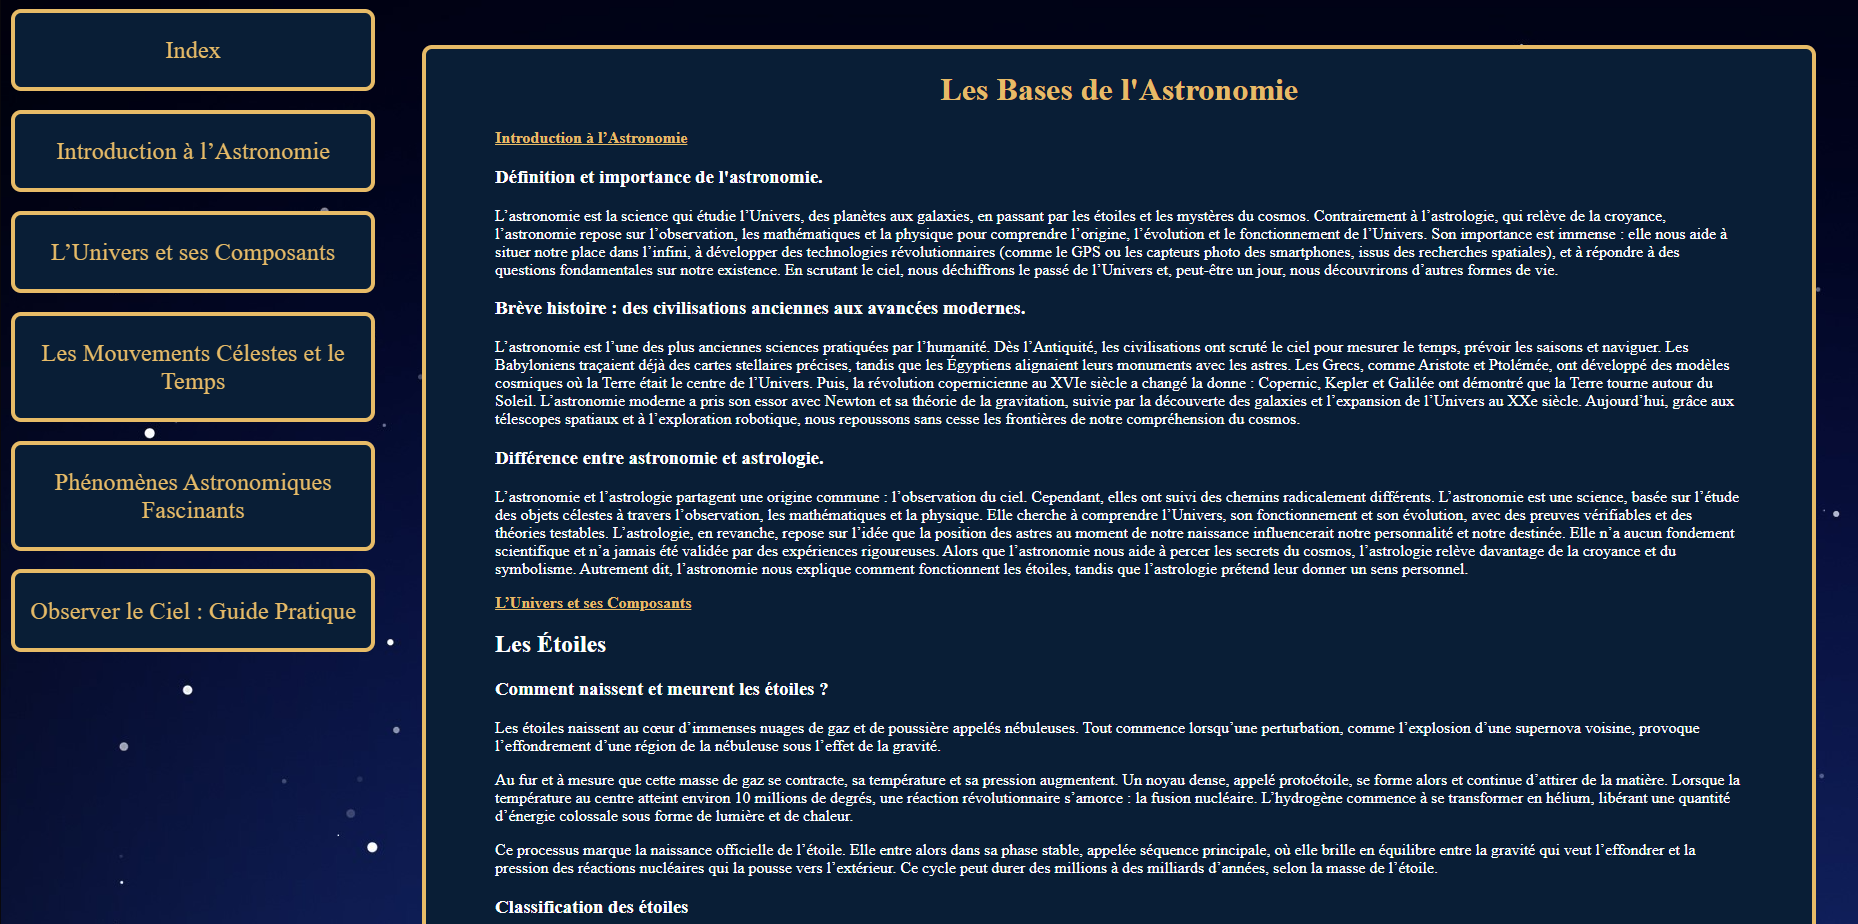 Index
Introduction à l’Astronomie
L’Univers et ses Composants
Les Mouvements Célestes et le
Temps
Phénomènes Astronomiques
Fascinants
Observer le Ciel : Guide Pratique
Les Bases de l'Astronomie
Introduction à l’Astronomie
Définition et importance de l'astronomie.
L’astronomie est la science qui étudie l’Univers, des planètes aux galaxies, en passant par les étoiles et les mystères du cosmos. Contrairement à l’astrologie, qui relève de la croyance,
l’astronomie repose sur l’observation, les mathématiques et la physique pour comprendre l’origine, l’évolution et le fonctionnement de l’Univers. Son importance est immense : elle nous aide à
situer notre place dans l’infini, à développer des technologies révolutionnaires (comme le GPS ou les capteurs photo des smartphones, issus des recherches spatiales), et à répondre à des
questions fondamentales sur notre existence. En scrutant le ciel, nous déchiffrons le passé de l’Univers et, peut-être un jour, nous découvrirons d’autres formes de vie.
Brève histoire : des civilisations anciennes aux avancées modernes.
L’astronomie est l’une des plus anciennes sciences pratiquées par l’humanité. Dès l’Antiquité, les civilisations ont scruté le ciel pour mesurer le temps, prévoir les saisons et naviguer. Les
Babyloniens traçaient déjà des cartes stellaires précises, tandis que les Égyptiens alignaient leurs monuments avec les astres. Les Grecs, comme Aristote et Ptolémée, ont développé des modèles
cosmiques où la Terre était le centre de l’Univers. Puis, la révolution copernicienne au XVIe siècle a changé la donne : Copernic, Kepler et Galilée ont démontré que la Terre tourne autour du
Soleil. L’astronomie moderne a pris son essor avec Newton et sa théorie de la gravitation, suivie par la découverte des galaxies et l’expansion de l’Univers au XXe siècle. Aujourd’hui, grâce aux
télescopes spatiaux et à l’exploration robotique, nous repoussons sans cesse les frontières de notre compréhension du cosmos.
Différence entre astronomie et astrologie.
L’astronomie et l’astrologie partagent une origine commune : l’observation du ciel. Cependant, elles ont suivi des chemins radicalement différents. L’astronomie est une science, basée sur l’étude
des objets célestes à travers l’observation, les mathématiques et la physique. Elle cherche à comprendre l’Univers, son fonctionnement et son évolution, avec des preuves vérifiables et des
théories testables. L’astrologie, en revanche, repose sur l’idée que la position des astres au moment de notre naissance influencerait notre personnalité et notre destinée. Elle n’a aucun fondement
scientifique et n’a jamais été validée par des expériences rigoureuses. Alors que l’astronomie nous aide à percer les secrets du cosmos, l’astrologie relève davantage de la croyance et du
symbolisme. Autrement dit, l’astronomie nous explique comment fonctionnent les étoiles, tandis que l’astrologie prétend leur donner un sens personnel.
L’Univers et ses Composants
Les Étoiles
Comment naissent et meurent les étoiles ?
Les étoiles naissent au cœur d’immenses nuages de gaz et de poussière appelés nébuleuses. Tout commence lorsqu’une perturbation, comme l’explosion d’une supernova voisine, provoque
l’effondrement d’une région de la nébuleuse sous l’effet de la gravité.
Au fur et à mesure que cette masse de gaz se contracte, sa température et sa pression augmentent. Un noyau dense, appelé protoétoile, se forme alors et continue d’attirer de la matière. Lorsque la
température au centre atteint environ 10 millions de degrés, une réaction révolutionnaire s’amorce : la fusion nucléaire. L’hydrogène commence à se transformer en hélium, libérant une quantité
d’énergie colossale sous forme de lumière et de chaleur.
Ce processus marque la naissance officielle de l’étoile. Elle entre alors dans sa phase stable, appelée séquence principale, où elle brille en équilibre entre la gravité qui veut l’effondrer et la
pression des réactions nucléaires qui la pousse vers l’extérieur. Ce cycle peut durer des millions à des milliards d’années, selon la masse de l’étoile.
Classification des étoiles